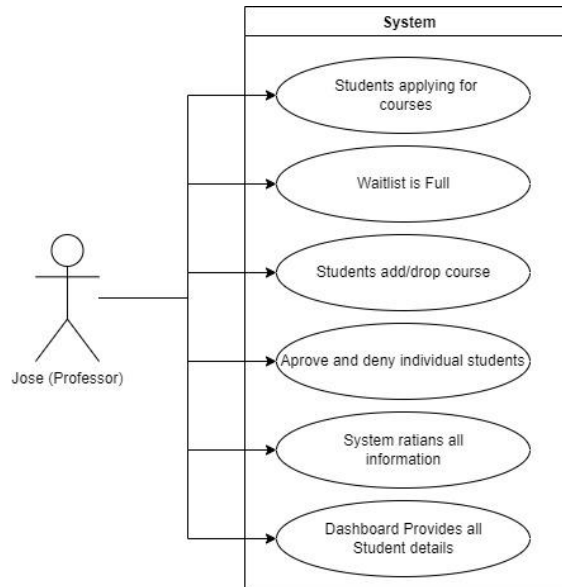 System
Students applying for
courses
Waitlist is Full
Students add/drop course
Aprove and deny individual students
System ratians all
information
Dashboard Provides all
Student details
Jose (Professor)